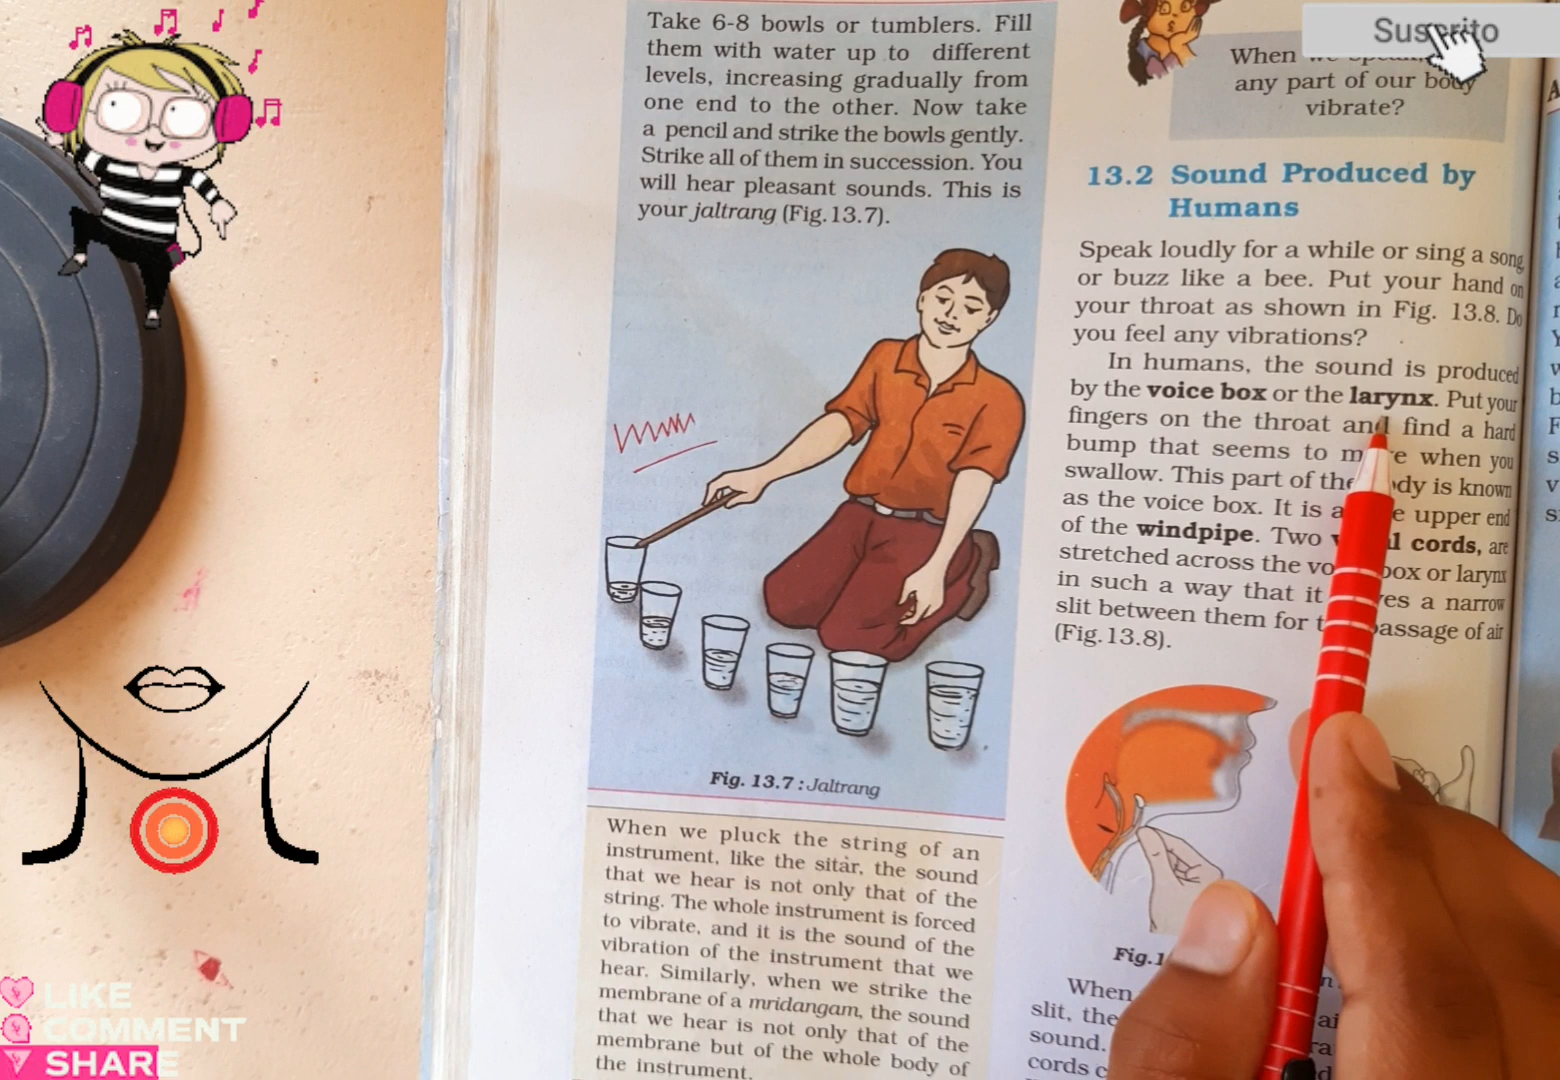 Take 6-8 bowls or tumblers. Fill
them with water up to different
levels, increasing gradually from
one end to the other. Now take
a pencil and strike the bowls gently.
Strike all of them in succession. You
will hear pleasant sounds. This is
your jaltrang (Fig.13.7).
Fig. 13.7 : Jaltrang
When we pluck the string of an
instrument, like the sitar, the sound
that we hear is not only that of the
string. The whole instrument is forced
to vibrate, and it is the sound of the
vibration of the instrument that we
hear. Similarly, when we strike the
membrane of a mridangam, the sound
that we hear is not only that of the
membrane but of the whole body of
the instrument.
Suscrito
When we speak,
any part of our body
vibrate?
13.2 Sound Produced by
Humans
Speak loudly for a while or sing a song
or buzz like a bee. Put your hand on
your throat as shown in Fig. 13.8. Do
you feel any vibrations?
In humans, the sound is produced
by the voice box or the larynx. Put your
fingers on the throat and find a hard
bump that seems to when you
swallow. This part of the is known
as the voice box. It is upper end
of the windpipe. Two cords, are
stretched across the box or larynx
in such a way that it a narrow
slit between them for passage of air
(Fig.13.8).
When
slit, the
sound.
cords
LIKE
COMMENT
SHARE